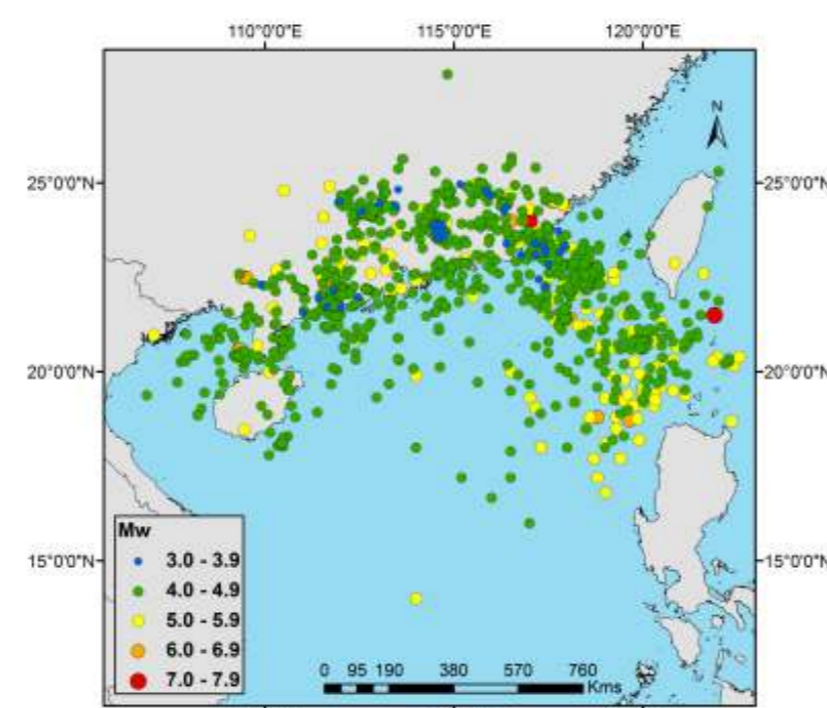 110°0'0"E 115°0'0"E 120°0'0"E
N
25°0'0"N 25°0'0"N
20°0'0"N 20°0'0"N
15°0'0"N 15°0'0"N
Mw
3.0 - 3.9
4.0 - 4.9
5.0 - 5.9
6.0 - 6.9
7.0 - 7.9
0 95 190 380 570 760
Kms